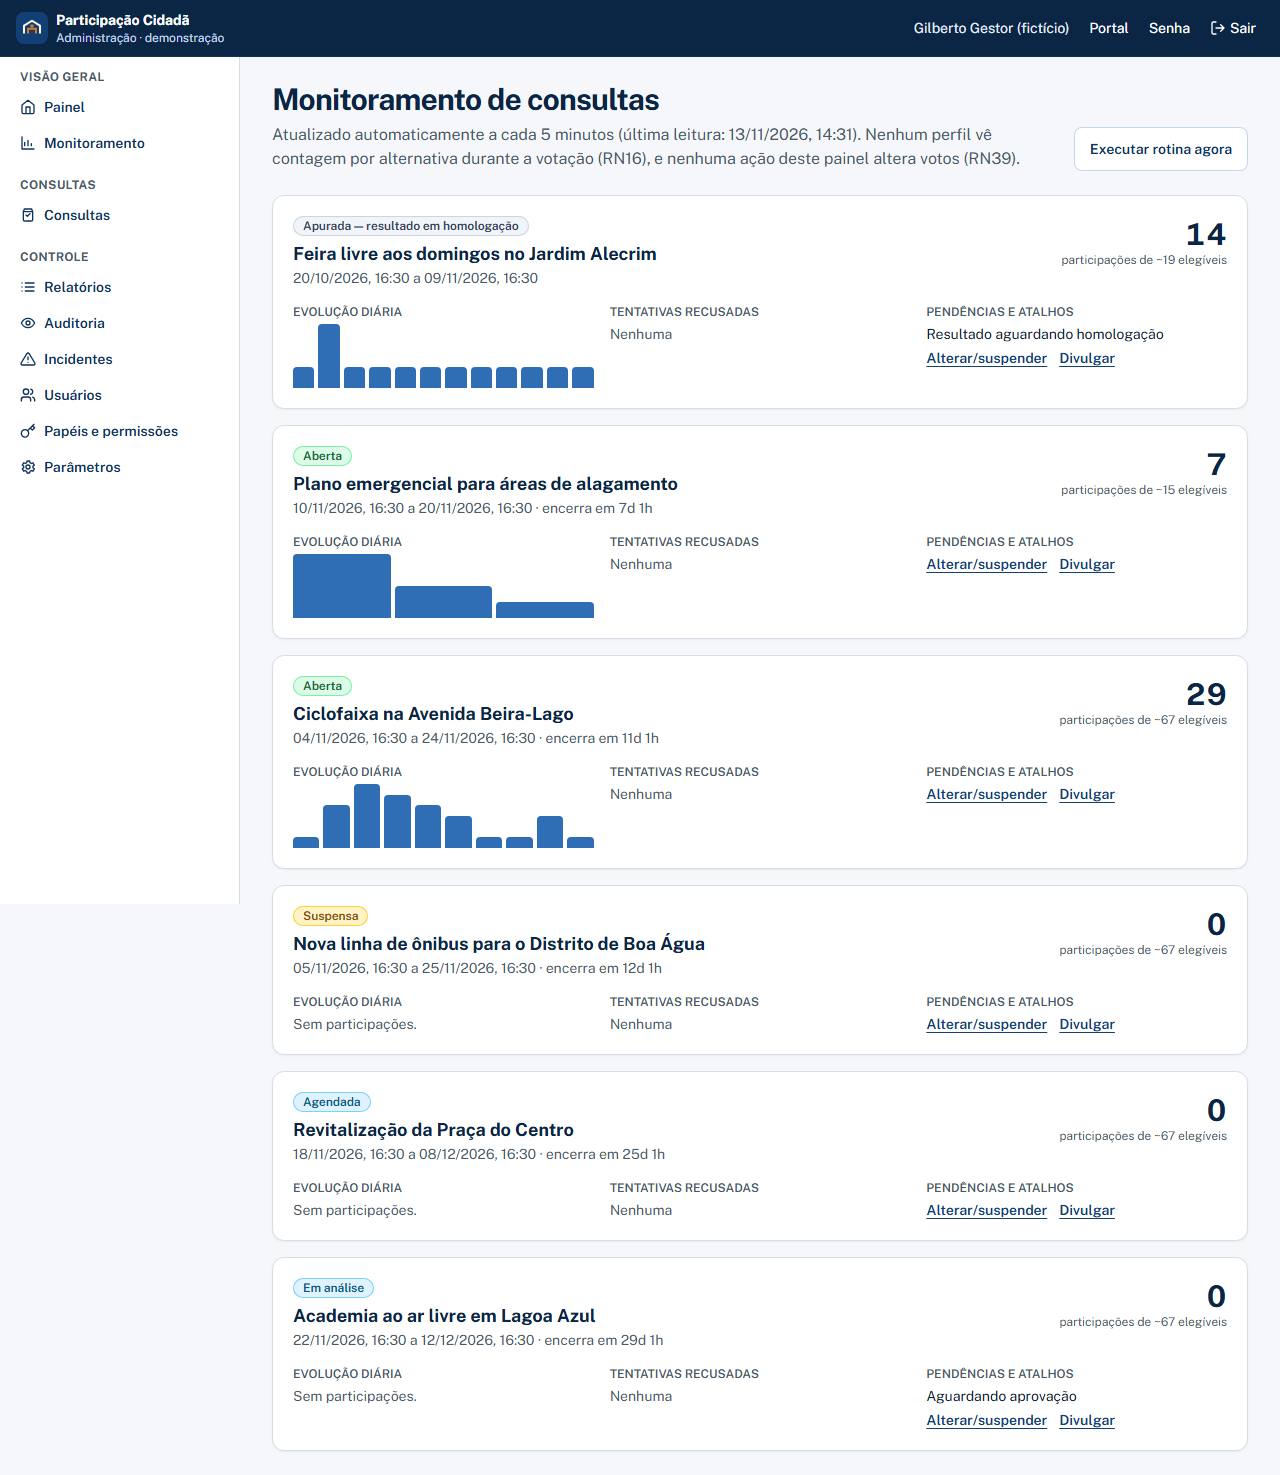 Participação Cidadã
Administração · demonstração
Gilberto Gestor (fictício)
Portal
Senha
Sair
VISÃO GERAL
Painel
Monitoramento
CONSULTAS
Consultas
CONTROLE
Relatórios
Auditoria
Incidentes
Usuários
Papéis e permissões
Parâmetros
Monitoramento de consultas
Atualizado automaticamente a cada 5 minutos (última leitura: 13/11/2026, 14:31). Nenhum perfil vê
contagem por alternativa durante a votação (RN16), e nenhuma ação deste painel altera votos (RN39).
Executar rotina agora
Apurada — resultado em homologação
Feira livre aos domingos no Jardim Alecrim
20/10/2026, 16:30 a 09/11/2026, 16:30
14
participações de ~19 elegíveis
EVOLUÇÃO DIÁRIA
TENTATIVAS RECUSADAS
Nenhuma
PENDÊNCIAS E ATALHOS
Resultado aguardando homologação
Alterar/suspender Divulgar
Aberta
Plano emergencial para áreas de alagamento
10/11/2026, 16:30 a 20/11/2026, 16:30 · encerra em 7d 1h
7
participações de ~15 elegíveis
EVOLUÇÃO DIÁRIA
TENTATIVAS RECUSADAS
Nenhuma
PENDÊNCIAS E ATALHOS
Alterar/suspender Divulgar
Aberta
Ciclofaixa na Avenida Beira-Lago
04/11/2026, 16:30 a 24/11/2026, 16:30 · encerra em 11d 1h
29
participações de ~67 elegíveis
EVOLUÇÃO DIÁRIA
TENTATIVAS RECUSADAS
Nenhuma
PENDÊNCIAS E ATALHOS
Alterar/suspender Divulgar
Suspensa
Nova linha de ônibus para o Distrito de Boa Água
05/11/2026, 16:30 a 25/11/2026, 16:30 · encerra em 12d 1h
0
participações de ~67 elegíveis
EVOLUÇÃO DIÁRIA
Sem participações.
TENTATIVAS RECUSADAS
Nenhuma
PENDÊNCIAS E ATALHOS
Alterar/suspender Divulgar
Agendada
Revitalização da Praça do Centro
18/11/2026, 16:30 a 08/12/2026, 16:30 · encerra em 25d 1h
0
participações de ~67 elegíveis
EVOLUÇÃO DIÁRIA
Sem participações.
TENTATIVAS RECUSADAS
Nenhuma
PENDÊNCIAS E ATALHOS
Alterar/suspender Divulgar
Em análise
Academia ao ar livre em Lagoa Azul
22/11/2026, 16:30 a 12/12/2026, 16:30 · encerra em 29d 1h
0
participações de ~67 elegíveis
EVOLUÇÃO DIÁRIA
Sem participações.
TENTATIVAS RECUSADAS
Nenhuma
PENDÊNCIAS E ATALHOS
Aguardando aprovação
Alterar/suspender Divulgar